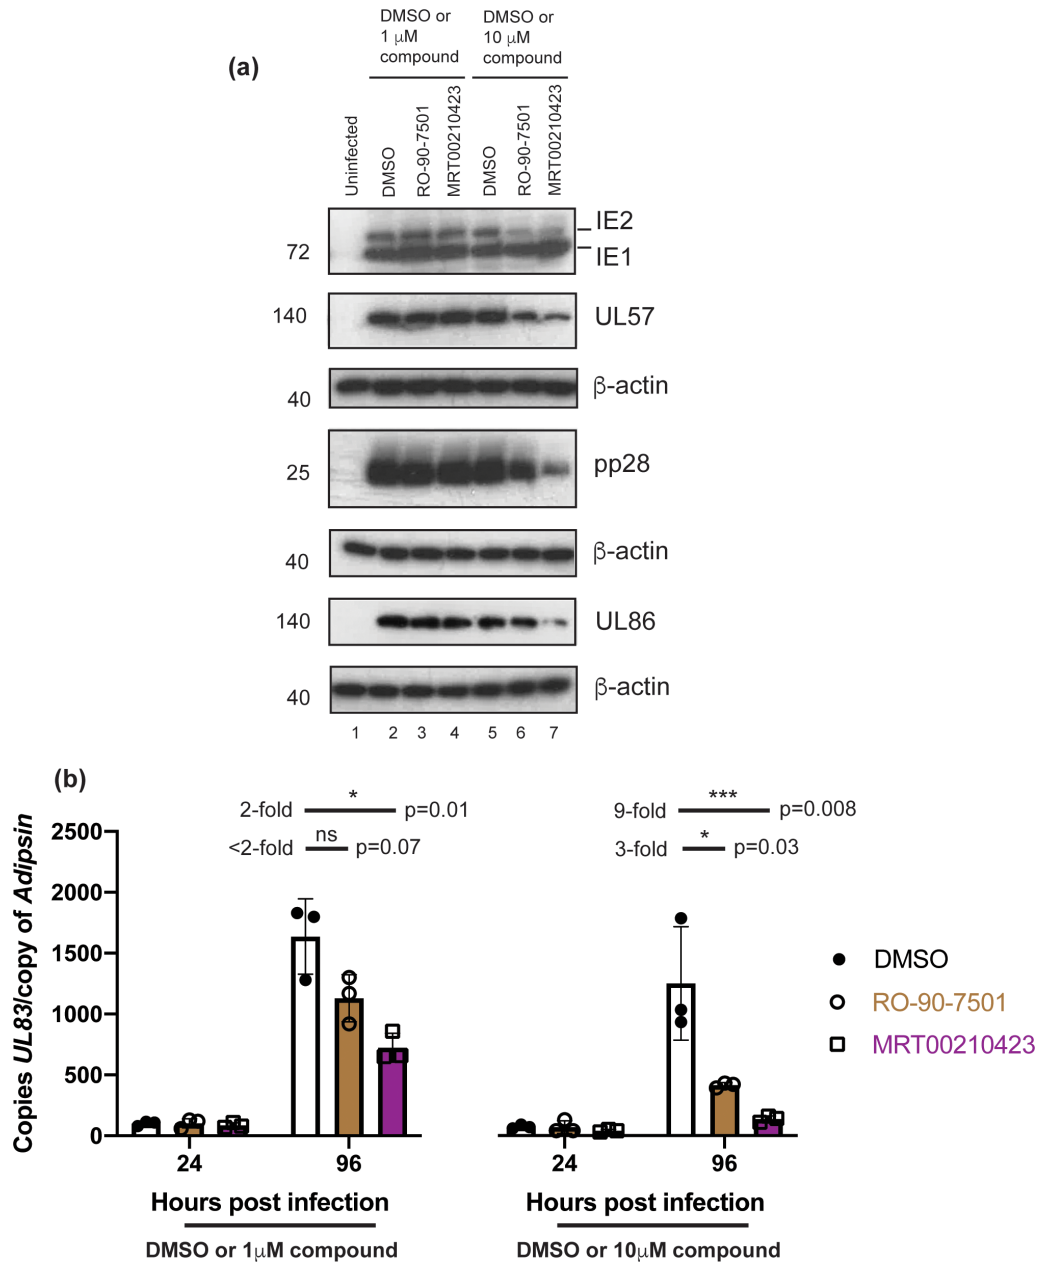 DMSO or
1 μM
compound
DMSO or
10 μM
compound
(a)
Uninfected
DMSO
RO-90-7501
MRT00210423
DMSO
RO-90-7501
MRT00210423
IE2
72
IE1
140
UL57
β-actin
40
25
pp28
β-actin
40
140
UL86
β-actin
40
1 2 3 4 5 6 7
(b)
2-fold * p=0.01
<2-fold ns p=0.07
9-fold *** p=0.008
3-fold * p=0.03
Copies UL83/copy of Adipsin
2500
2000
1500
1000
500
0
24 96
24 96
Hours post infection
Hours post infection
DMSO or 1μM compound
DMSO or 10μM compound
DMSO
RO-90-7501
MRT00210423